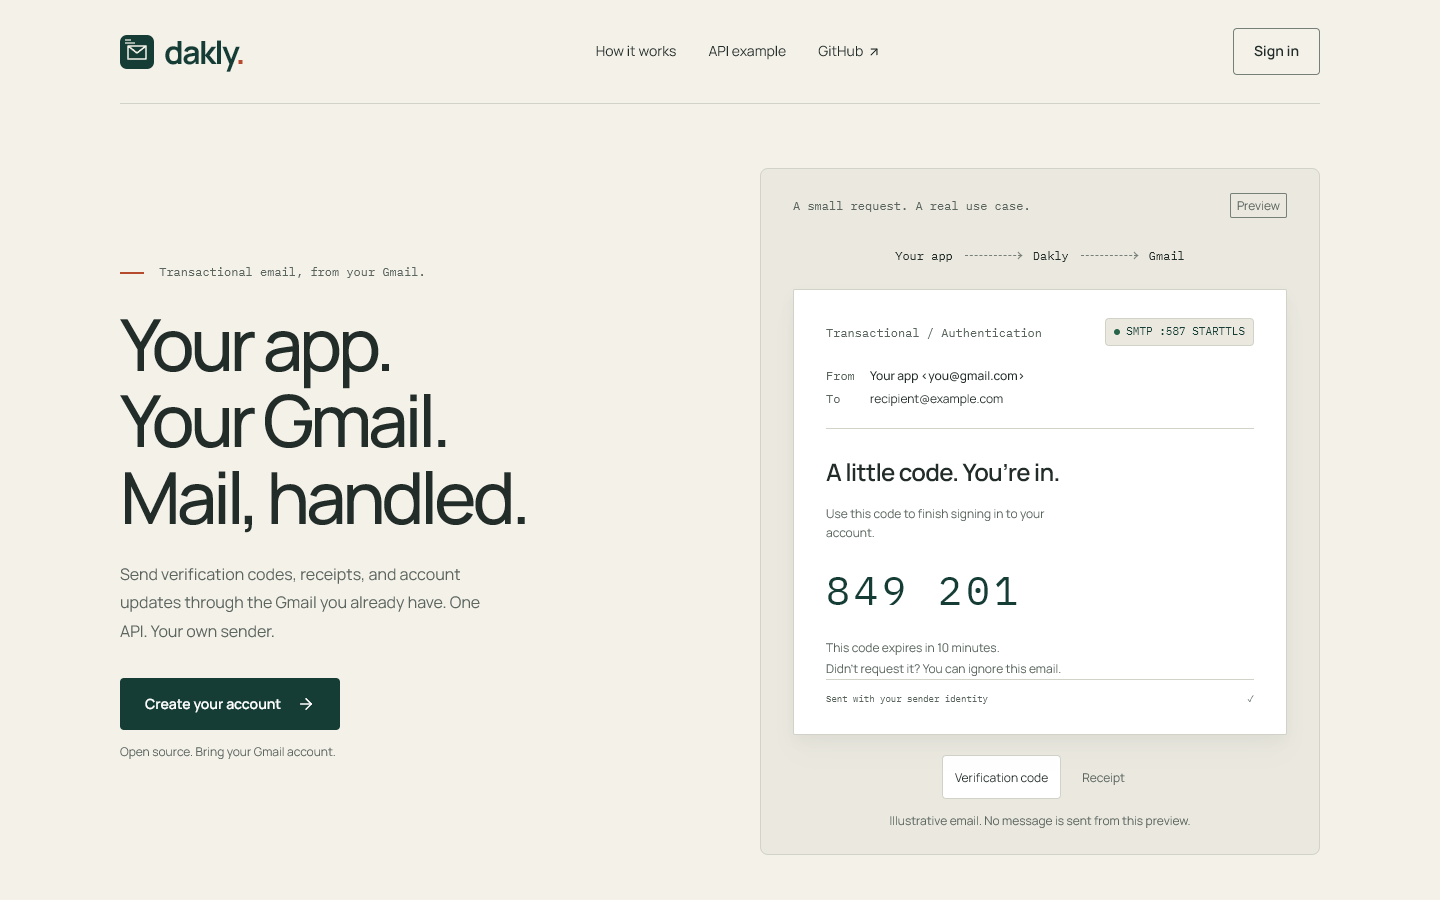 dakly.
How it works
API example
GitHub ↗
Sign in
Transactional email, from your Gmail.
Your app.
Your Gmail.
Mail, handled.
Send verification codes, receipts, and account
updates through the Gmail you already have. One
API. Your own sender.
Create your account →
Open source. Bring your Gmail account.
A small request. A real use case.
Preview
Your app → Dakly → Gmail
Transactional / Authentication
SMTP :587 STARTTLS
From Your app <you@gmail.com>
To recipient@example.com
A little code. You’re in.
Use this code to finish signing in to your
account.
849 201
This code expires in 10 minutes.
Didn't request it? You can ignore this email.
Sent with your sender identity ✓
Verification code
Receipt
Illustrative email. No message is sent from this preview.